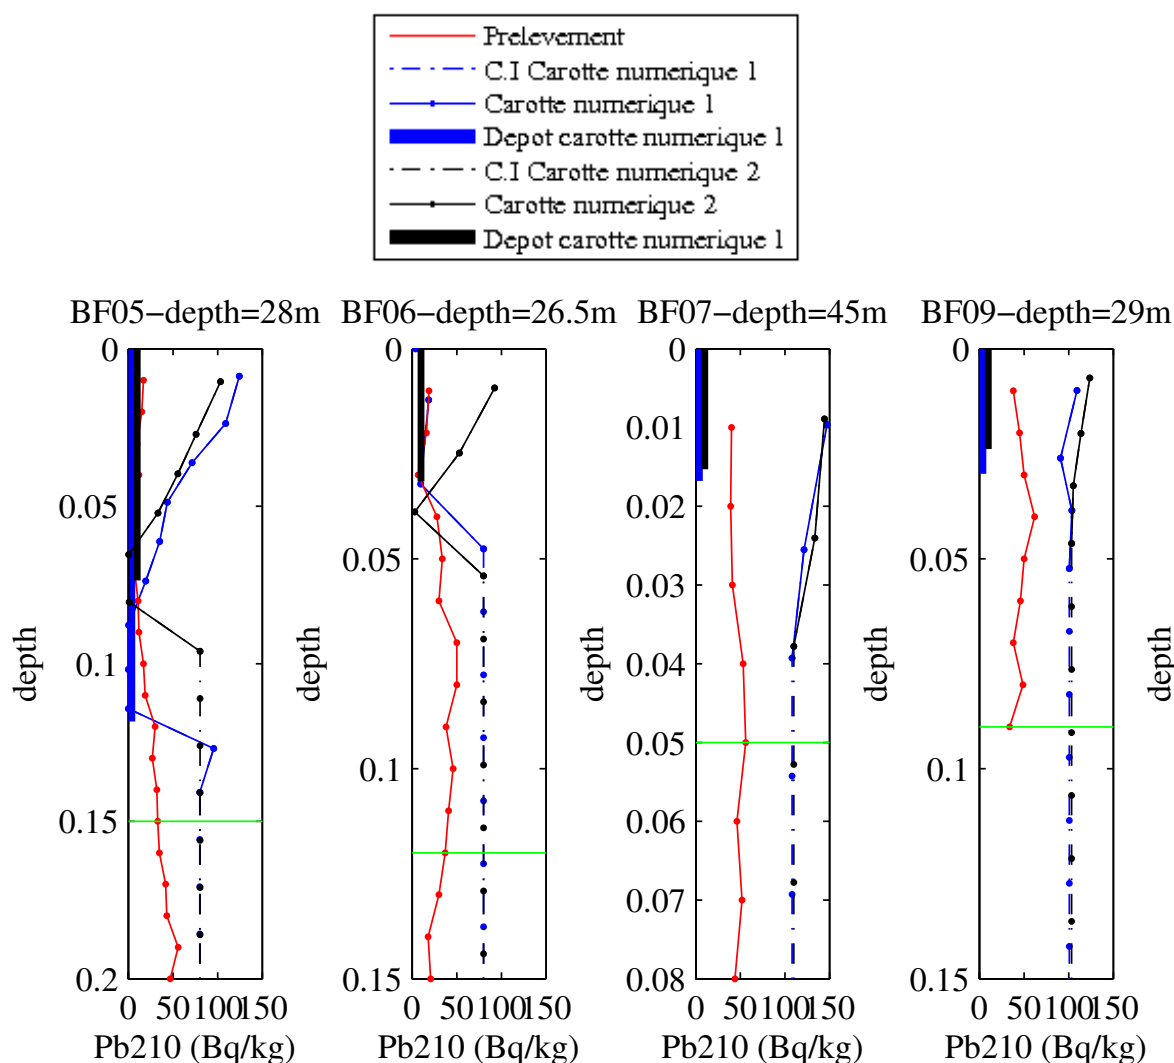 Prelevement
C.I Carotte numerique 1
Carotte numerique 1
Depot carotte numerique 1
C.I Carotte numerique 2
Carotte numerique 2
Depot carotte numerique 1
BF05−depth=28m
BF06−depth=26.5m
BF07−depth=45m
BF09−depth=29m
0
0.05
0.1
0.15
0.2
depth
0 50 100 150
Pb210 (Bq/kg)
0
0.05
0.1
0.15
depth
0 50 100 150
Pb210 (Bq/kg)
0
0.01
0.02
0.03
0.04
0.05
0.06
0.07
0.08
depth
0 50 100 150
Pb210 (Bq/kg)
0
0.05
0.1
0.15
depth
0 50 100 150
Pb210 (Bq/kg)